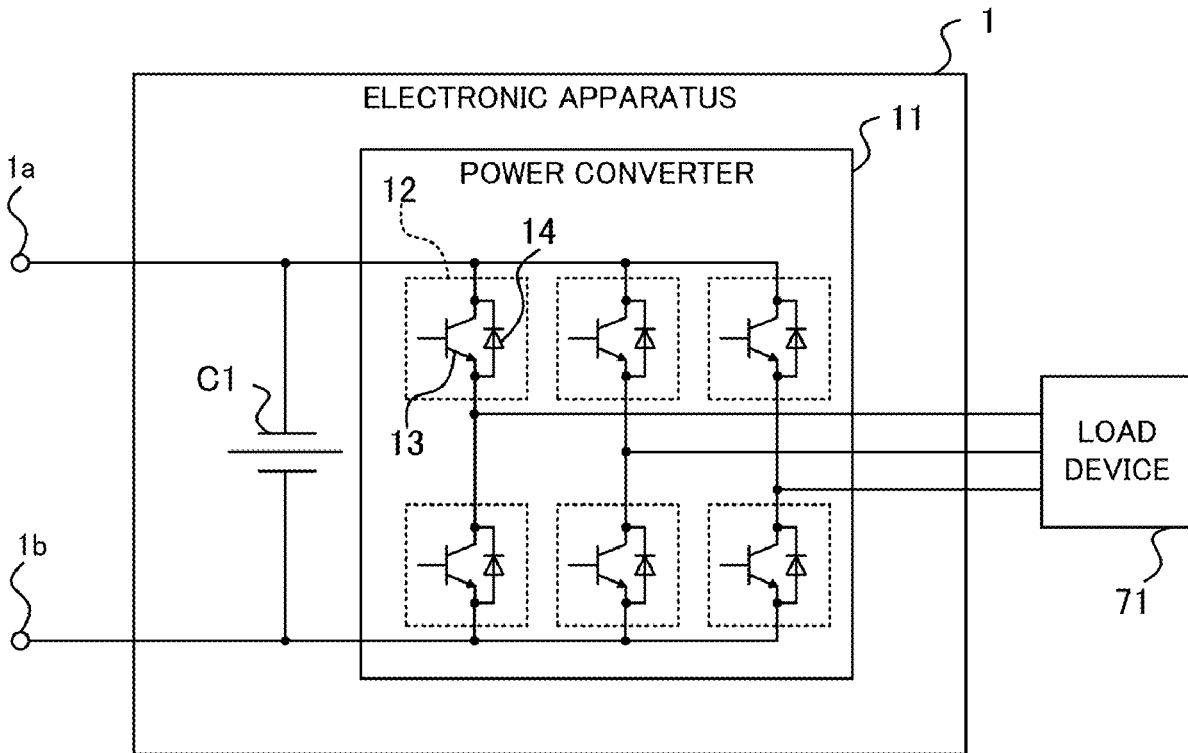 1
ELECTRONIC APPARATUS
11
1a
POWER CONVERTER
12
14
C1
13
LOAD
DEVICE
1b
71